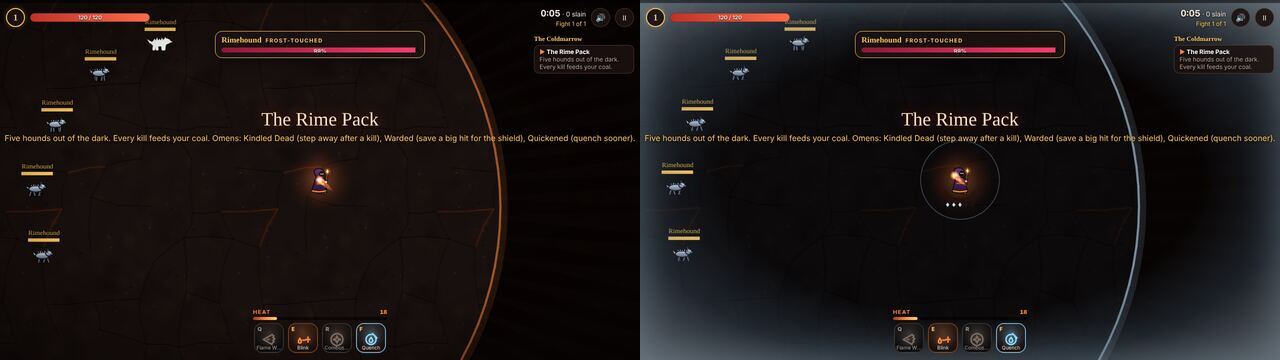 1
120 / 120
Rimehound
Rimehound
Rimehound
Rimehound
Rimehound
Rimehound FROST-TOUCHED
98%
0:05 · 0 slain
Fight 1 of 1
The Coldmarrow
The Rime Pack
Five hounds out of the dark.
Every kill feeds your coal.
The Rime Pack
Five hounds out of the dark. Every kill feeds your coal. Omens: Kindled Dead (step away after a kill), Warded (save a big hit for the shield), Quickened (quench sooner).
HEAT 18
Q E R F
Flame W... Blink Combus... Quench
1
120 / 120
Rimehound
Rimehound
Rimehound
Rimehound
Rimehound
Rimehound FROST-TOUCHED
98%
0:05 · 0 slain
Fight 1 of 1
The Coldmarrow
The Rime Pack
Five hounds out of the dark.
Every kill feeds your coal.
The Rime Pack
Five hounds out of the dark. Every kill feeds your coal. Omens: Kindled Dead (step away after a kill), Warded (save a big hit for the shield), Quickened (quench sooner).
HEAT 18
Q E R F
Flame W... Blink Combus... Quench